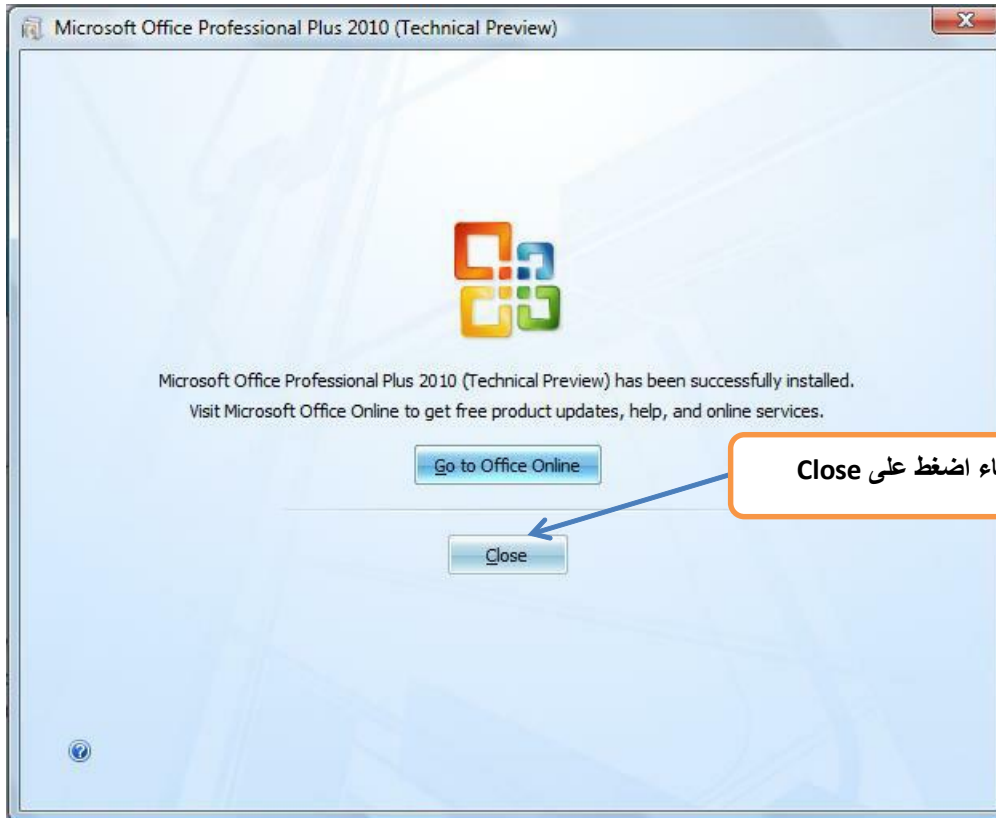 Microsoft Office Professional Plus 2010 (Technical Preview)
Microsoft Office Professional Plus 2010 (Technical Preview) has been successfully installed.
Visit Microsoft Office Online to get free product updates, help, and online services.
Go to Office Online
اضغط على Close
Close